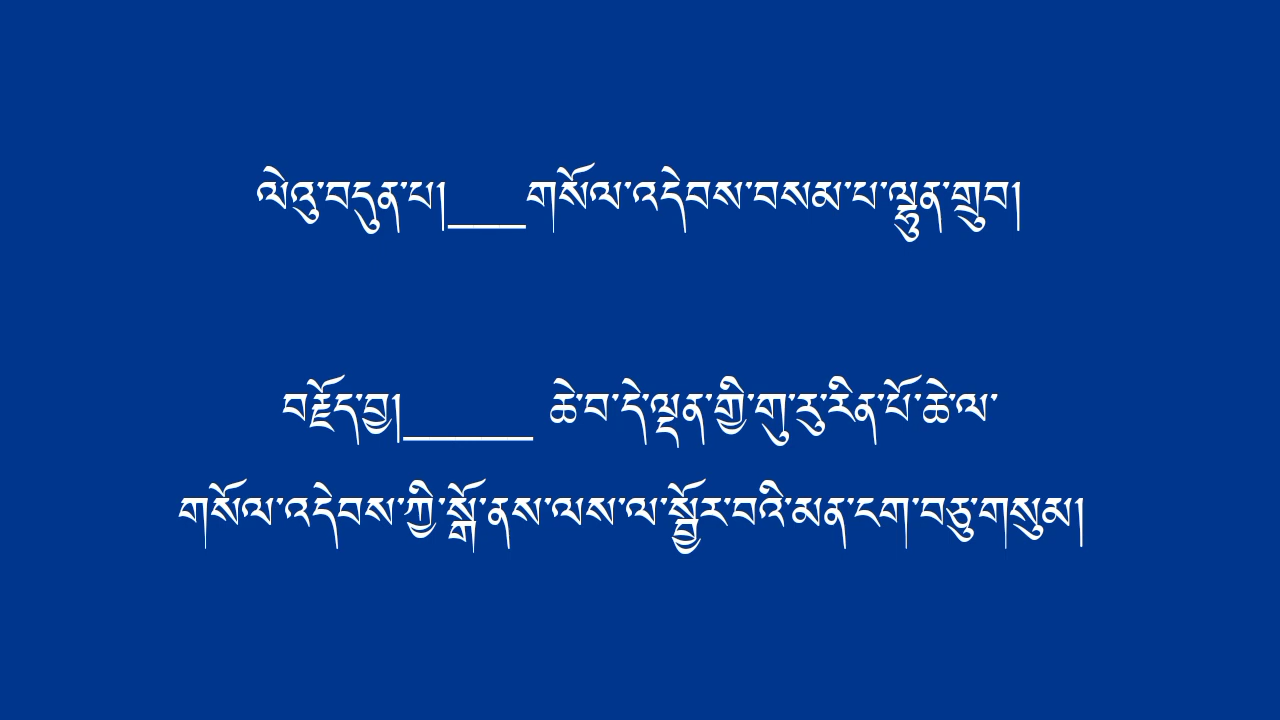 ལེའུ་བདུན་པ།___གསོལ་འདེབས་བསམ་པ་ལྷུན་གྲུབ།
བརྗོད་བྱ།_____ ཆེ་བ་དེ་ལྡན་གྱི་གུ་རུ་རིན་པོ་ཆེ་ལ་
གསོལ་འདེབས་ཀྱི་སྒོ་ནས་ལས་ལ་སྦྱོར་བའི་མན་ངག་བཅུ་གསུམ།